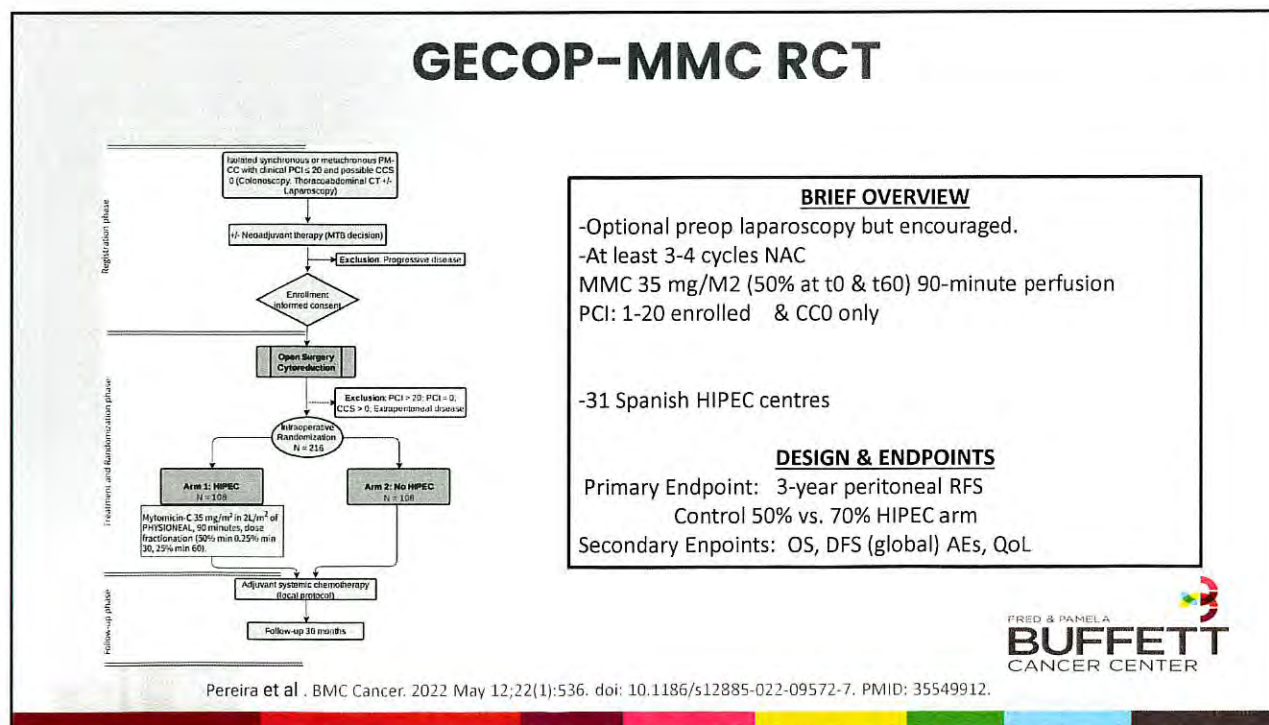 GECOP-MMC RCT
Registration phase
Isolated synchronous or metachronous PM-
CC with clinical PCI ≤ 20 and possible CCS
0 (Colonoscopy, Thoracoabdominal CT +/-
Laparoscopy)
+/- Neoadjuvant therapy (MTB decision)
Exclusion: Progressive disease
Enrollment
informed consent
Treatment and Randomization phase
Open Surgery
Cytoreduction
Exclusion: PCI > 20; PCI = 0;
CCS > 0; Extraperitoneal disease
Intraoperative
Randomization
N = 216
Arm 1: HIPEC
N = 108
Arm 2: No HIPEC
N = 108
Mytomicin-C 35 mg/m² in 2L/m² of
PHYSIONEAL, 90 minutes, dose
fractionation (50% min 0,25% min
30, 25% min 60).
Follow-up phase
Adjuvant systemic chemotherapy
(local protocol)
Follow-up 36 months
BRIEF OVERVIEW
-Optional preop laparoscopy but encouraged.
-At least 3-4 cycles NAC
MMC 35 mg/M2 (50% at t0 & t60) 90-minute perfusion
PCI: 1-20 enrolled & CC0 only
-31 Spanish HIPEC centres
DESIGN & ENDPOINTS
Primary Endpoint: 3-year peritoneal RFS
Control 50% vs. 70% HIPEC arm
Secondary Enpoints: OS, DFS (global) AEs, QoL
FRED & PAMELA
BUFFETT
CANCER CENTER
Pereira et al . BMC Cancer. 2022 May 12;22(1):536. doi: 10.1186/s12885-022-09572-7. PMID: 35549912.